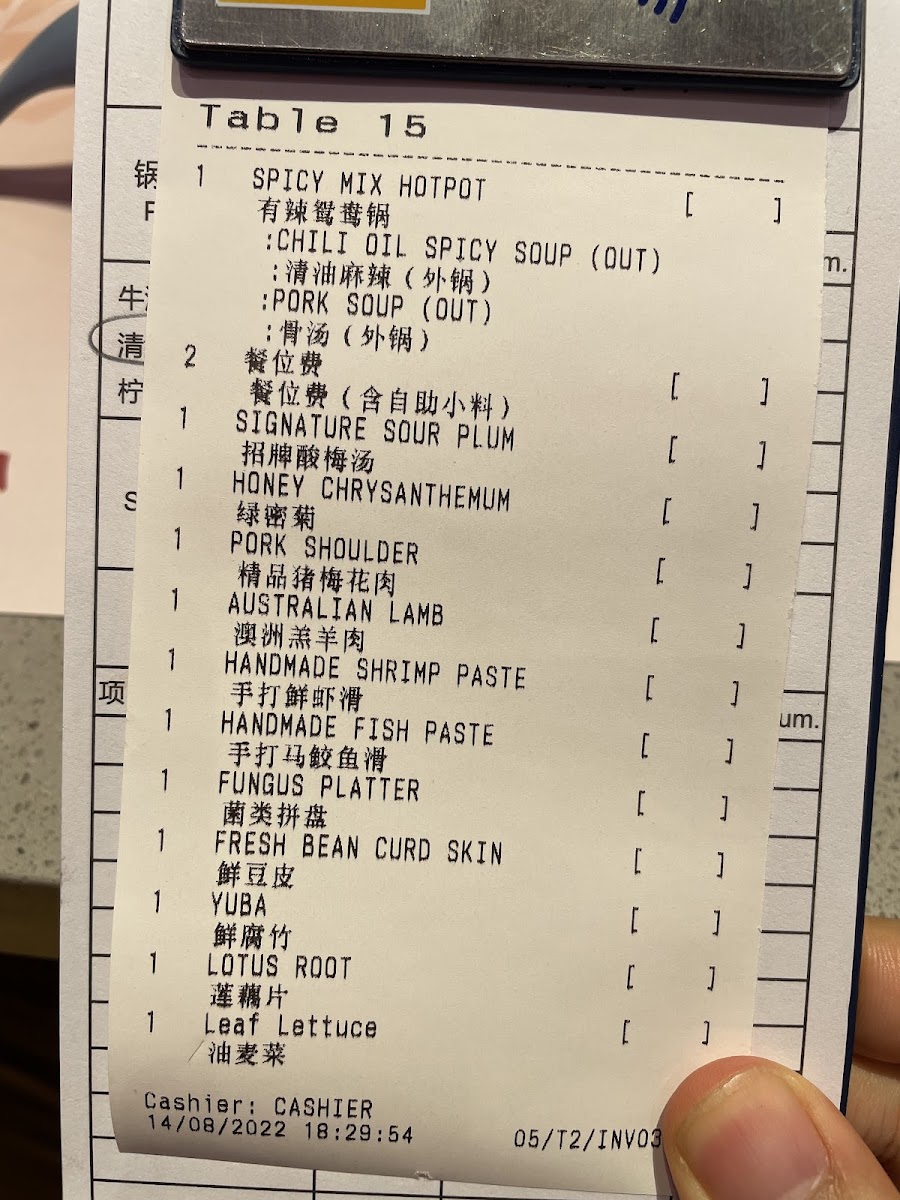 Table 15
1 SPICY MIX HOTPOT [ ]
有辣鸳鸯锅
:CHILI OIL SPICY SOUP (OUT)
:清油麻辣（外锅）
:PORK SOUP (OUT)
:骨汤（外锅）
2 餐位费
餐位费（含自助小料） [ ]
1 SIGNATURE SOUR PLUM [ ]
招牌酸梅汤
1 HONEY CHRYSANTHEMUM [ ]
绿密菊
1 PORK SHOULDER [ ]
精品猪梅花肉
1 AUSTRALIAN LAMB [ ]
澳洲羔羊肉
1 HANDMADE SHRIMP PASTE [ ]
手打鲜虾滑
1 HANDMADE FISH PASTE [ ]
手打马鲛鱼滑
1 FUNGUS PLATTER [ ]
菌类拼盘
1 FRESH BEAN CURD SKIN [ ]
鲜豆皮
1 YUBA [ ]
鲜腐竹
1 LOTUS ROOT [ ]
莲藕片
1 Leaf Lettuce [ ]
油麦菜
Cashier: CASHIER
14/08/2022 18:29:54 05/T2/INV03
锅
牛
清
柠
S
项
m.
um.